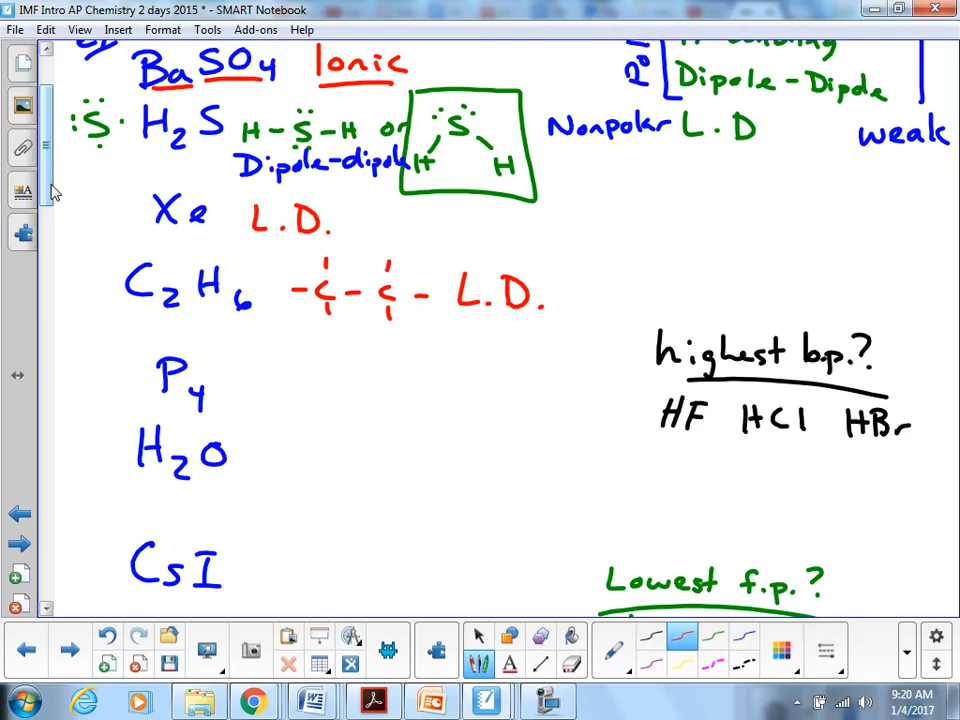 IMF Intro AP Chemistry 2 days 2015 * - SMART Notebook
File Edit View Insert Format Tools Add-ons Help
BaSO4 Ionic
Dipole-Dipole
:S· H2S H-S-H or S H H Nonpolar L.D weak
Dipole-dipole
Xe L.D.
C2H6 -C-C- L.D.
highest b.p.?
P4
HF HCl HBr
H2O
CsI
Lowest f.p.?
9:20 AM
1/4/2017